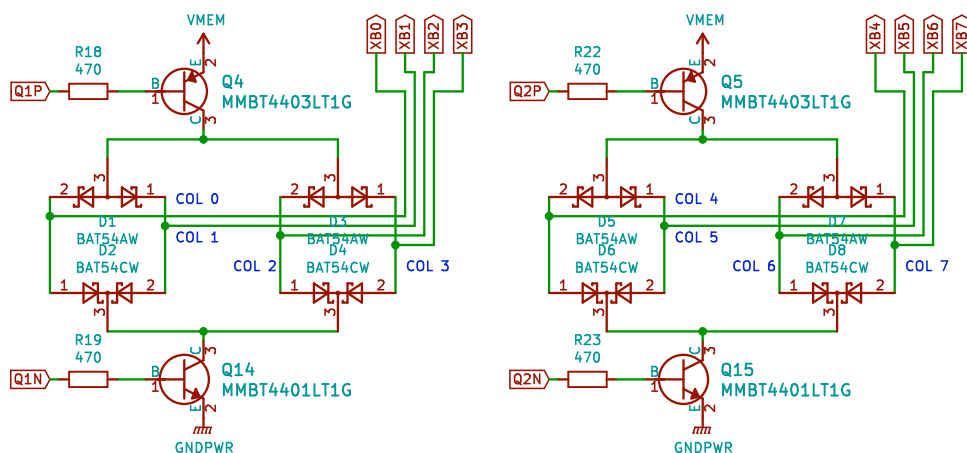 VMEM
XB0 XB1 XB2 XB3
R18
470
Q1P
B
1
E
2
Q4
MMBT4403LT1G
C
3
3
3
2 1
COL 0
2 1
D1
COL 1
BAT54AW
D2
BAT54CW
D3
BAT54AW
D4
BAT54CW
COL 2
COL 3
1 2
1 2
3
3
R19
470
Q1N
B
1
C
3
Q14
MMBT4401LT1G
E
2
GNDPWR
VMEM
XB4 XB5 XB6 XB7
R22
470
Q2P
B
1
E
2
Q5
MMBT4403LT1G
C
3
3
3
2 1
COL 4
2 1
D5
COL 5
BAT54AW
D6
BAT54CW
D7
BAT54AW
D8
BAT54CW
COL 6
COL 7
1 2
1 2
3
3
R23
470
Q2N
B
1
C
3
Q15
MMBT4401LT1G
E
2
GNDPWR